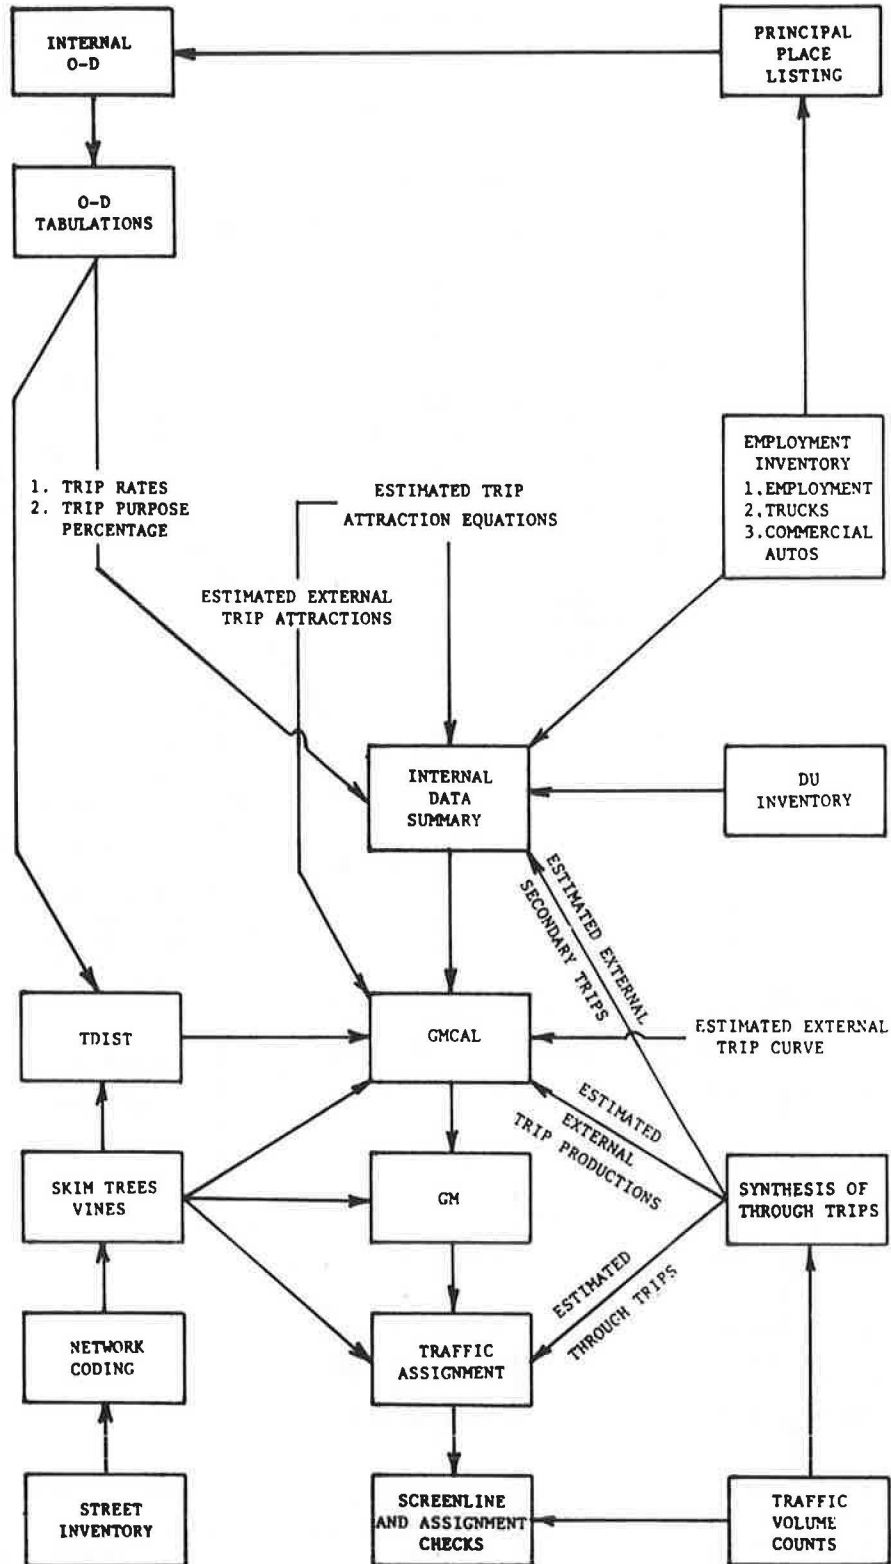 INTERNAL
O-D
PRINCIPAL
PLACE
LISTING
O-D
TABULATIONS
1. TRIP RATES
2. TRIP PURPOSE
PERCENTAGE
ESTIMATED TRIP
ATTRACTION EQUATIONS
EMPLOYMENT
INVENTORY
1.EMPLOYMENT
2.TRUCKS
3.COMMERCIAL
AUTOS
ESTIMATED EXTERNAL
TRIP ATTRACTIONS
INTERNAL
DATA
SUMMARY
DU
INVENTORY
ESTIMATED EXTERNAL
SECONDARY TRIPS
TDIST
GMCAL
ESTIMATED EXTERNAL
TRIP CURVE
ESTIMATED
EXTERNAL
TRIP PRODUCTIONS
SKIM TREES
VINES
GM
SYNTHESIS OF
THROUGH TRIPS
ESTIMATED
THROUGH TRIPS
NETWORK
CODING
TRAFFIC
ASSIGNMENT
STREET
INVENTORY
SCREENLINE
AND ASSIGNMENT
CHECKS
TRAFFIC
VOLUME
COUNTS